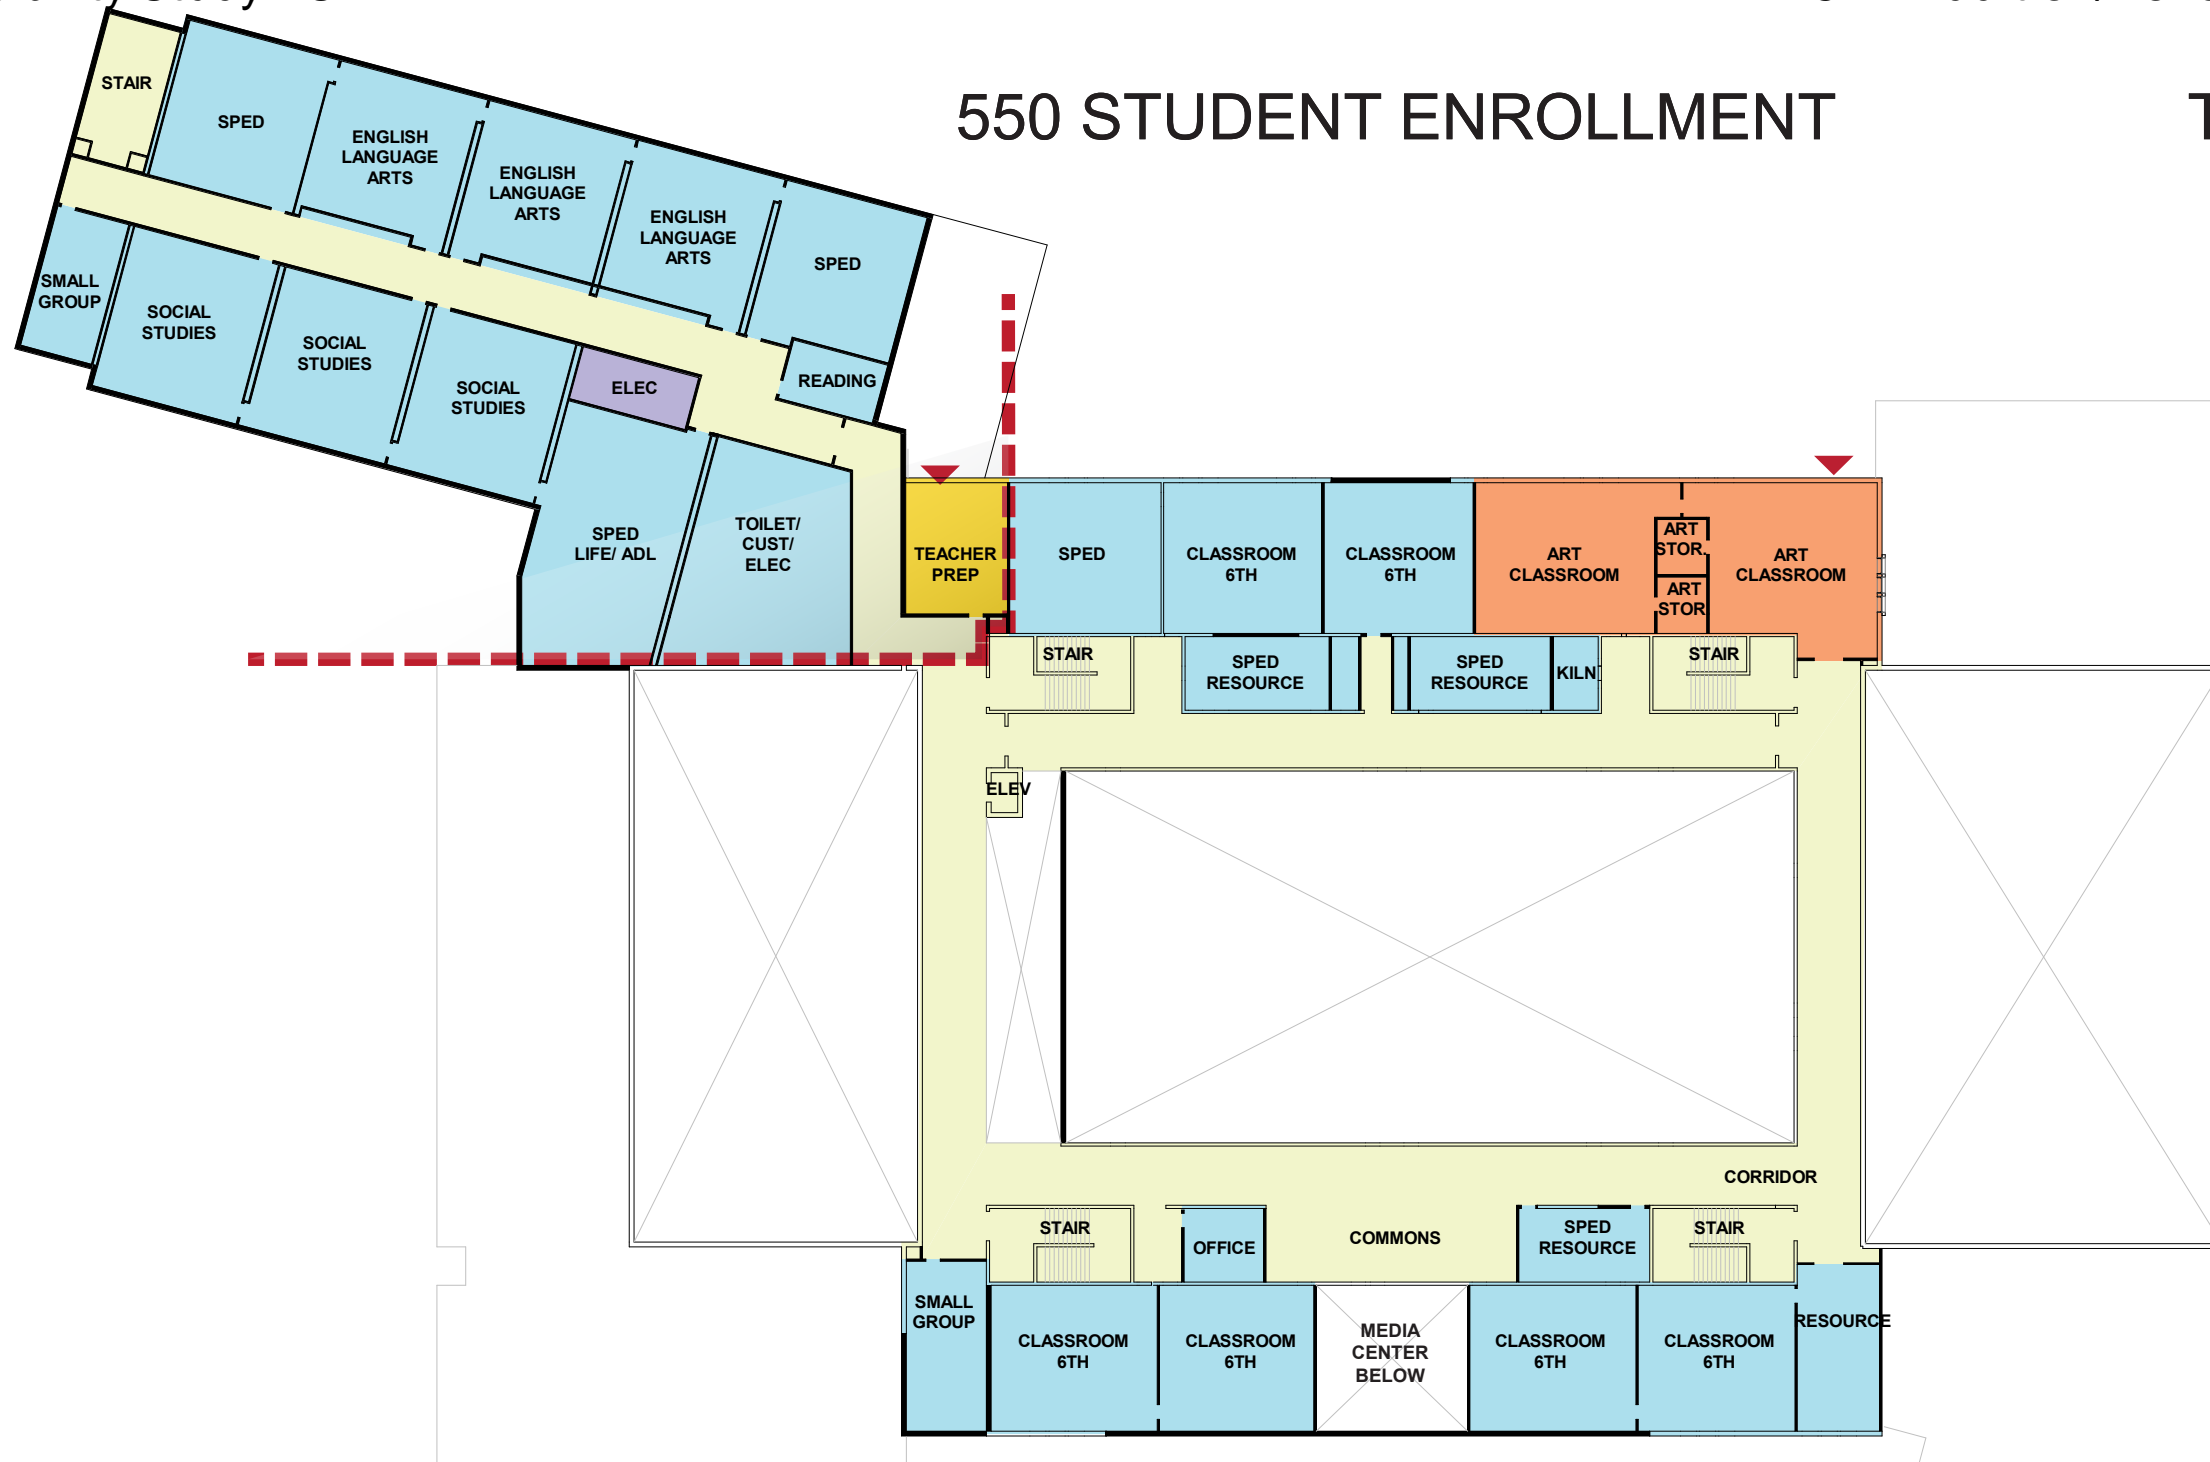 550 STUDENT ENROLLMENT
STAIR
SPED
ENGLISH
LANGUAGE
ARTS
ENGLISH
LANGUAGE
ARTS
ENGLISH
LANGUAGE
ARTS
SPED
READING
SMALL
GROUP
SOCIAL
STUDIES
SOCIAL
STUDIES
SOCIAL
STUDIES
ELEC
SPED
LIFE/ ADL
TOILET/
CUST/
ELEC
TEACHER
PREP
SPED
CLASSROOM
6TH
CLASSROOM
6TH
ART
CLASSROOM
ART
STOR.
ART
STOR
ART
CLASSROOM
STAIR
SPED
RESOURCE
SPED
RESOURCE
KILN
STAIR
ELEV
CORRIDOR
STAIR
OFFICE
COMMONS
SPED
RESOURCE
STAIR
SMALL
GROUP
CLASSROOM
6TH
CLASSROOM
6TH
MEDIA
CENTER
BELOW
CLASSROOM
6TH
CLASSROOM
6TH
RESOURCE